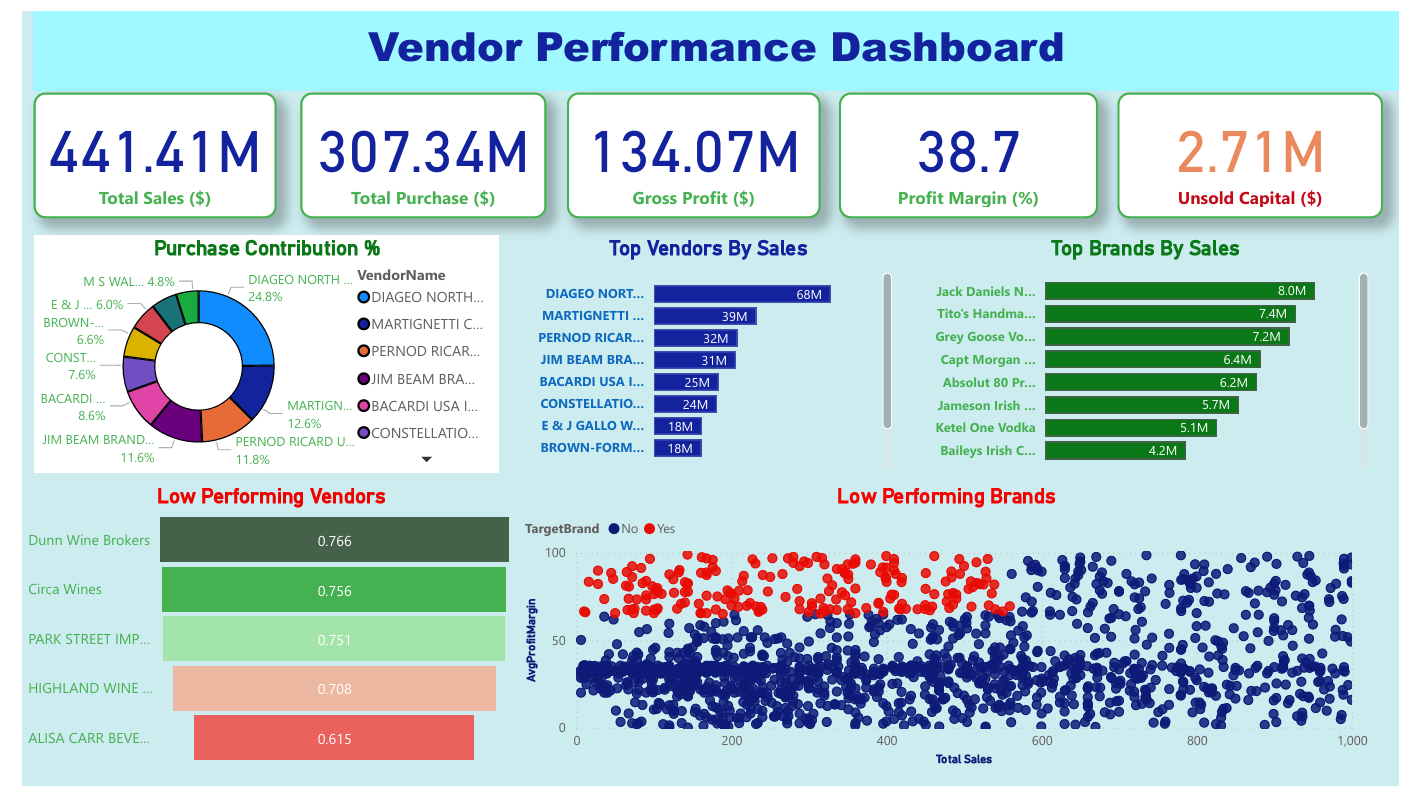 Vendor Performance Dashboard
441.41M
Total Sales ($)
307.34M
Total Purchase ($)
134.07M
Gross Profit ($)
38.7
Profit Margin (%)
2.71M
Unsold Capital ($)
Purchase Contribution %
M S WAL... 4.8%
E & J ... 6.0%
BROWN-...
6.6%
CONST...
7.6%
BACARDI ...
8.6%
JIM BEAM BRAND...
11.6%
DIAGEO NORTH ...
24.8%
MARTIGN...
12.6%
PERNOD RICARD U...
11.8%
VendorName
DIAGEO NORTH...
MARTIGNETTI C...
PERNOD RICAR...
JIM BEAM BRA...
BACARDI USA I...
CONSTELLATIO...
Top Vendors By Sales
DIAGEO NORT... 68M
MARTIGNETTI ... 39M
PERNOD RICAR... 32M
JIM BEAM BRA... 31M
BACARDI USA I... 25M
CONSTELLATIO... 24M
E & J GALLO W... 18M
BROWN-FORM... 18M
Top Brands By Sales
Jack Daniels N... 8.0M
Tito's Handma... 7.4M
Grey Goose Vo... 7.2M
Capt Morgan ... 6.4M
Absolut 80 Pr... 6.2M
Jameson Irish ... 5.7M
Ketel One Vodka 5.1M
Baileys Irish C... 4.2M
Low Performing Vendors
Dunn Wine Brokers 0.766
Circa Wines 0.756
PARK STREET IMP... 0.751
HIGHLAND WINE ... 0.708
ALISA CARR BEVE... 0.615
Low Performing Brands
TargetBrand No Yes
AvgProfitMargin
100
50
0
0 200 400 600 800 1,000
Total Sales